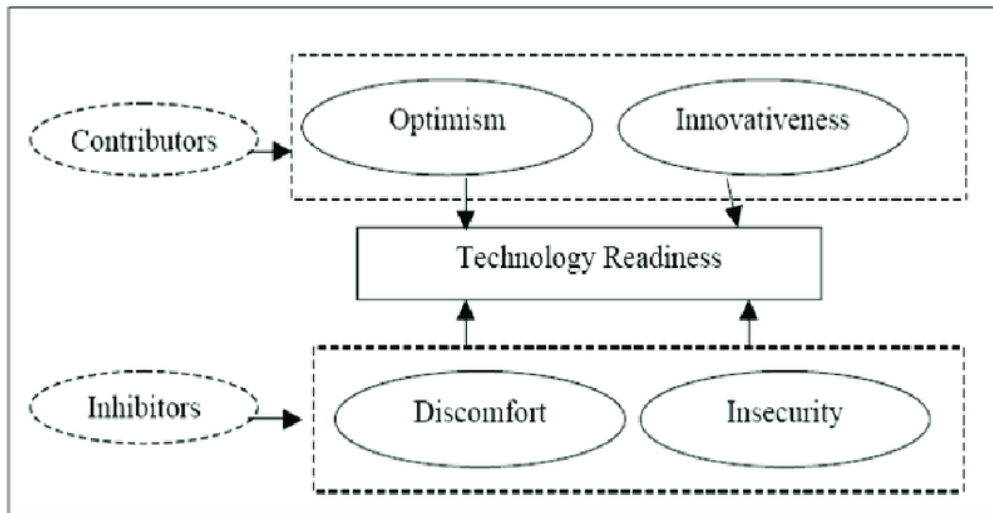 Optimism
Innovativeness
Contributors
Technology Readiness
Inhibitors
Discomfort
Insecurity